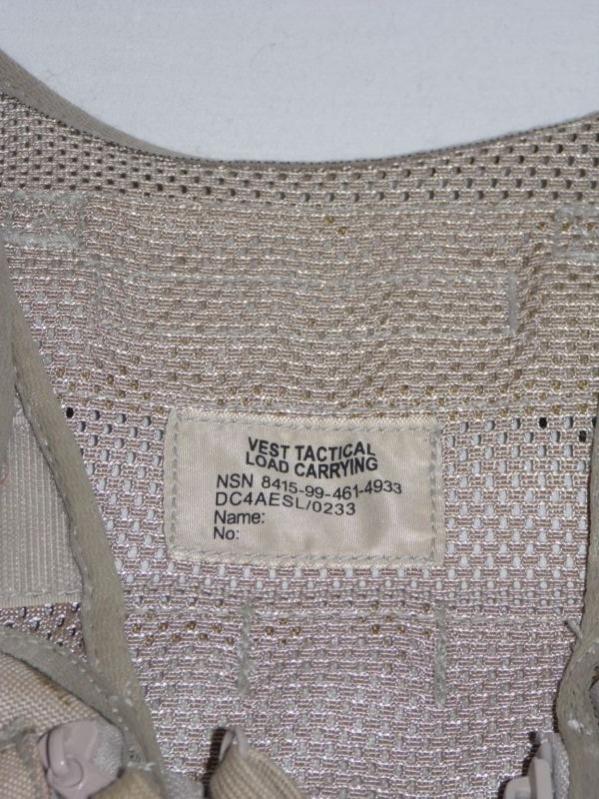 VEST TACTICAL
LOAD CARRYING
NSN 8415-99-461-4933
DC4AESL/0233
Name:
No: